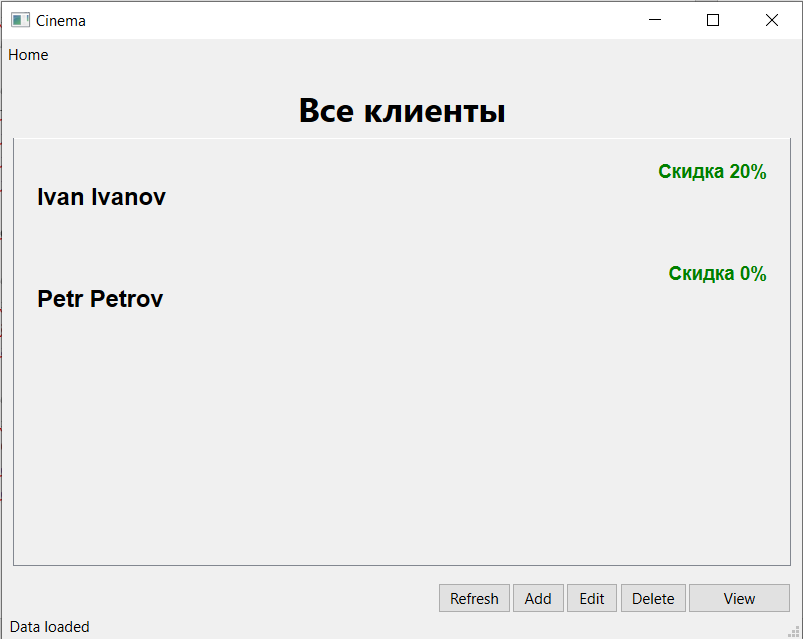 Cinema
Home
Все клиенты
Скидка 20%
Ivan Ivanov
Скидка 0%
Petr Petrov
Refresh Add Edit Delete View
Data loaded